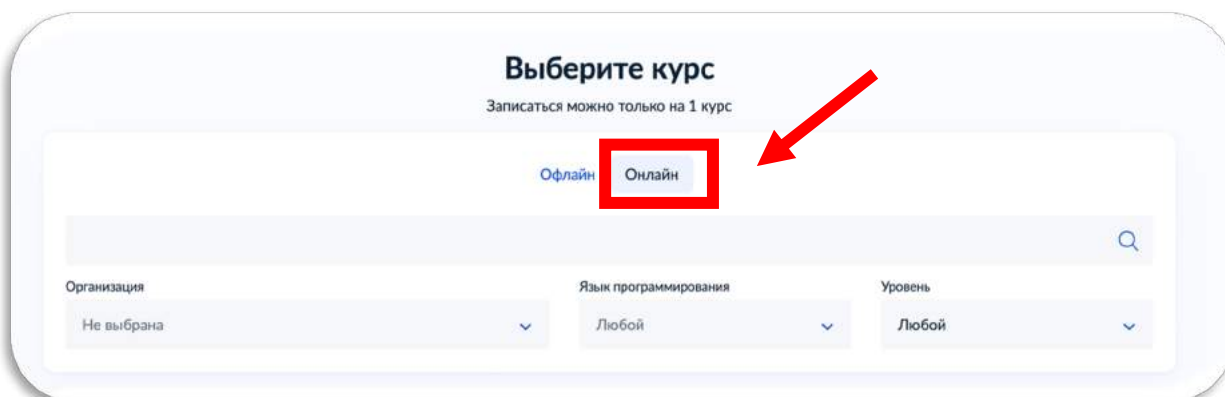 Выберите курс
Записаться можно только на 1 курс
Офлайн Онлайн
Организация Язык программирования Уровень
Не выбрана Любой Любой